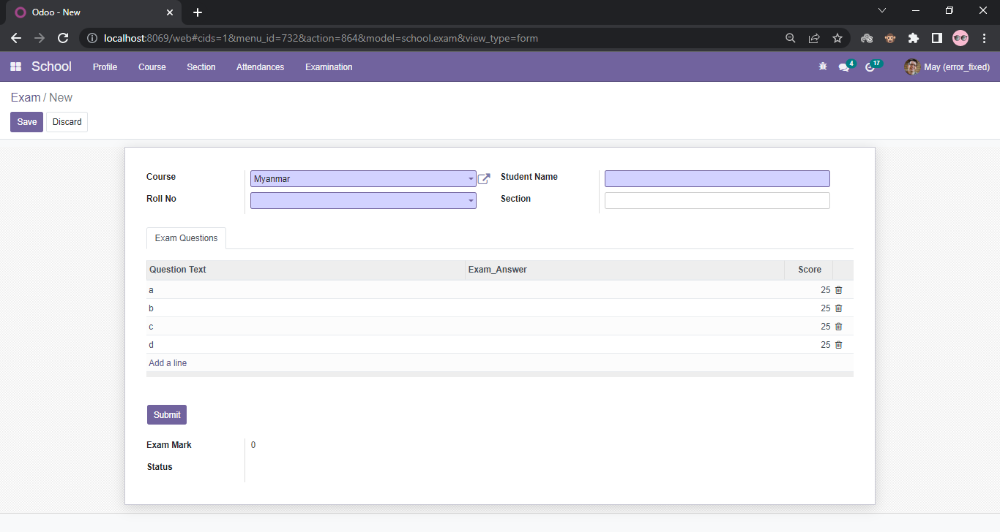 Odoo - New
localhost:8069/web#cids=1&menu_id=732&action=864&model=school.exam&view_type=form
School Profile Course Section Attendances Examination 4 17 May (error_fixed)
Exam / New
Save Discard
Course Myanmar Student Name
Roll No Section
Exam Questions
Question Text Exam_Answer Score
a 25
b 25
c 25
d 25
Add a line
Submit
Exam Mark 0
Status